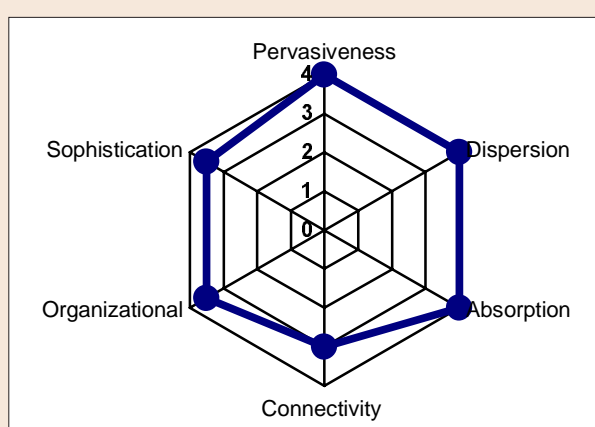 Pervasiveness
4
3
Sophistication
Dispersion
2
1
0
Organizational
Absorption
Connectivity